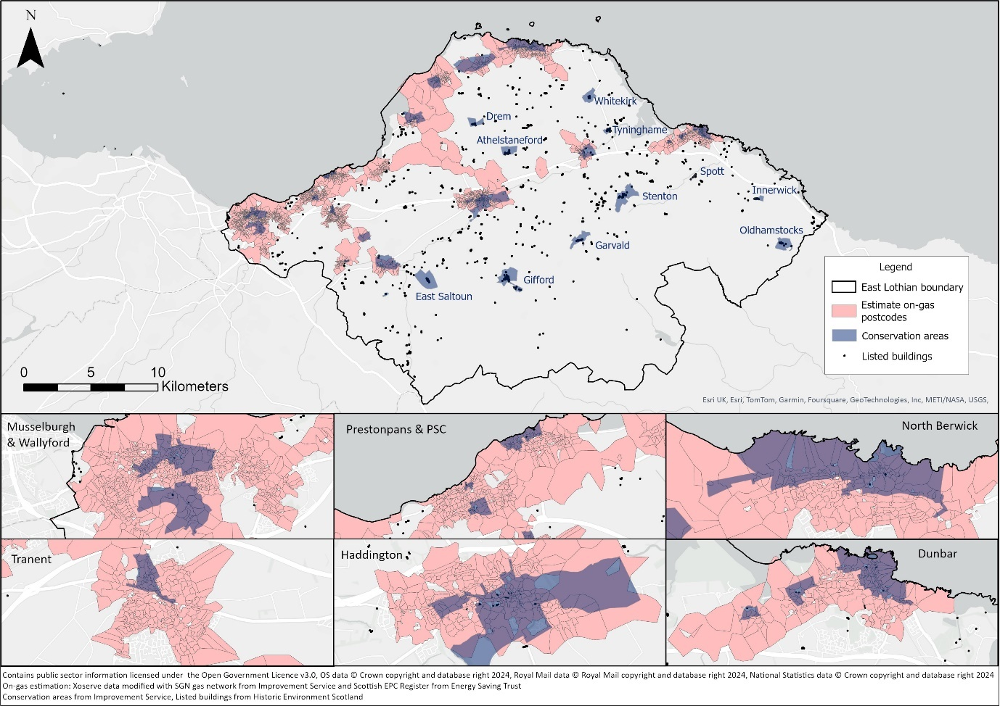 N
Whitekirk
Drem
Tyninghame
Athelstaneford
Spott
Innerwick
Stenton
Oldhamstocks
Garvald
Gifford
East Saltoun
Legend
East Lothian boundary
Estimate on-gas
postcodes
Conservation areas
Listed buildings
0 5 10
Kilometers
Esri UK, Esri, TomTom, Garmin, Foursquare, GeoTechnologies, Inc, METI/NASA, USGS,
Musselburgh
& Wallyford
Prestonpans & PSC
North Berwick
Tranent
Haddington
Dunbar
Contains public sector information licensed under the Open Government Licence v3.0, OS data © Crown copyright and database right 2024, Royal Mail data © Royal Mail copyright and database right 2024, National Statistics data © Crown copyright and database right 2024
On-gas estimation: Xoserve data modified with SGN gas network from Improvement Service and Scottish EPC Register from Energy Saving Trust
Conservation areas from Improvement Service, Listed buildings from Historic Environment Scotland